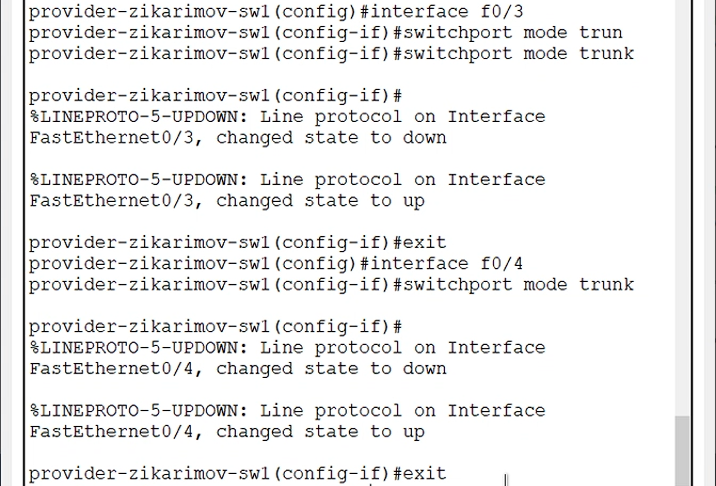 provider-zikarimov-sw1(config)#interface f0/3
provider-zikarimov-sw1(config-if)#switchport mode trun
provider-zikarimov-sw1(config-if)#switchport mode trunk
provider-zikarimov-sw1(config-if)#
%LINEPROTO-5-UPDOWN: Line protocol on Interface
FastEthernet0/3, changed state to down
%LINEPROTO-5-UPDOWN: Line protocol on Interface
FastEthernet0/3, changed state to up
provider-zikarimov-sw1(config-if)#exit
provider-zikarimov-sw1(config)#interface f0/4
provider-zikarimov-sw1(config-if)#switchport mode trunk
provider-zikarimov-sw1(config-if)#
%LINEPROTO-5-UPDOWN: Line protocol on Interface
FastEthernet0/4, changed state to down
%LINEPROTO-5-UPDOWN: Line protocol on Interface
FastEthernet0/4, changed state to up
provider-zikarimov-sw1(config-if)#exit